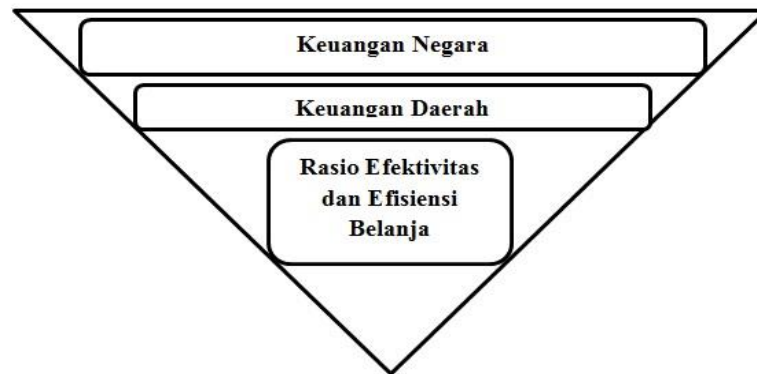 Keuangan Negara
Keuangan Daerah
Rasio Efektivitas
dan Efisiensi
Belanja